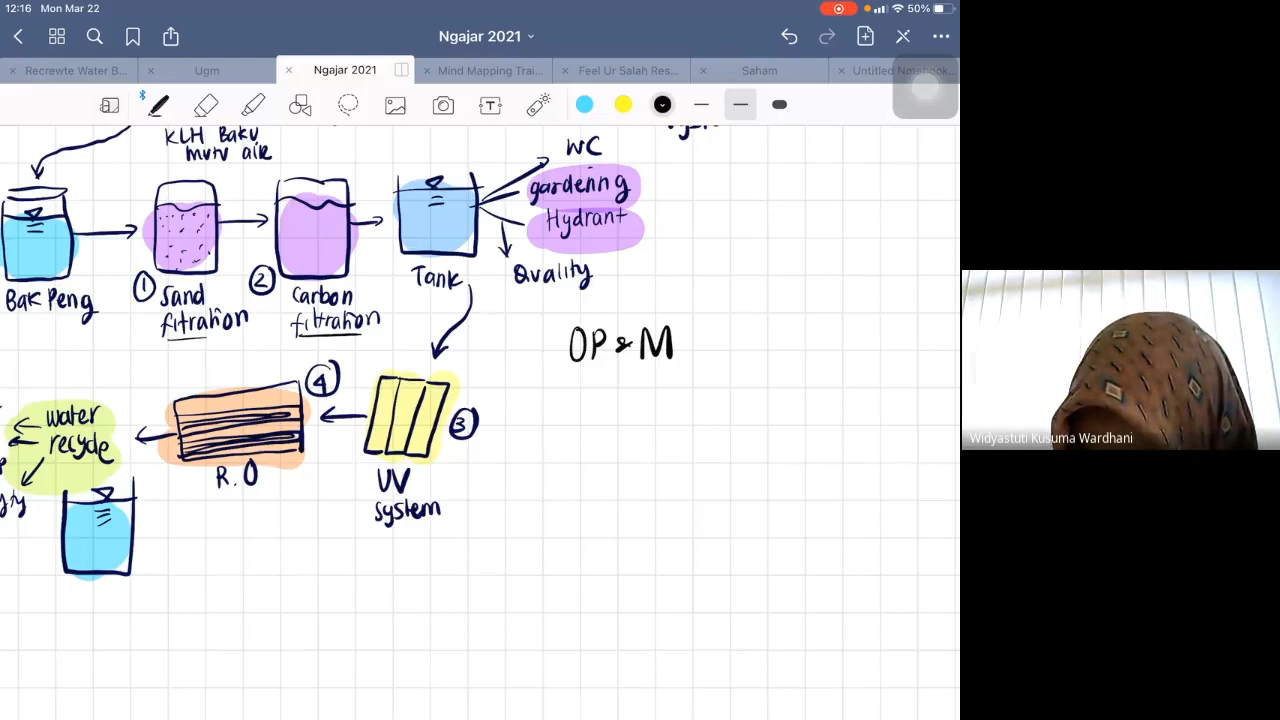 12:16 Mon Mar 22
50%
Ngajar 2021
Recrewte Water B...
Ugm
Ngajar 2021
Mind Mapping Trai...
Feel Ur Salah Res...
Saham
Untitled Notebook...
KLH Baku
mutu air
WC
gardening
Hydrant
Quality
Bak Peng
1
Sand
filtration
2
Carbon
filtration
Tank
OP & M
4
3
water
recycle
R.O
UV
system
Widyastuti Kusuma Wardhani